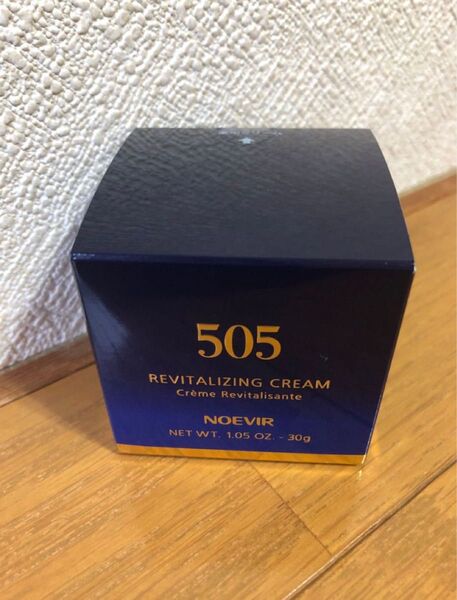 505
REVITALIZING CREAM
Crème Revitalisante
NOEVIR
NET WT. 1.05 OZ. - 30g